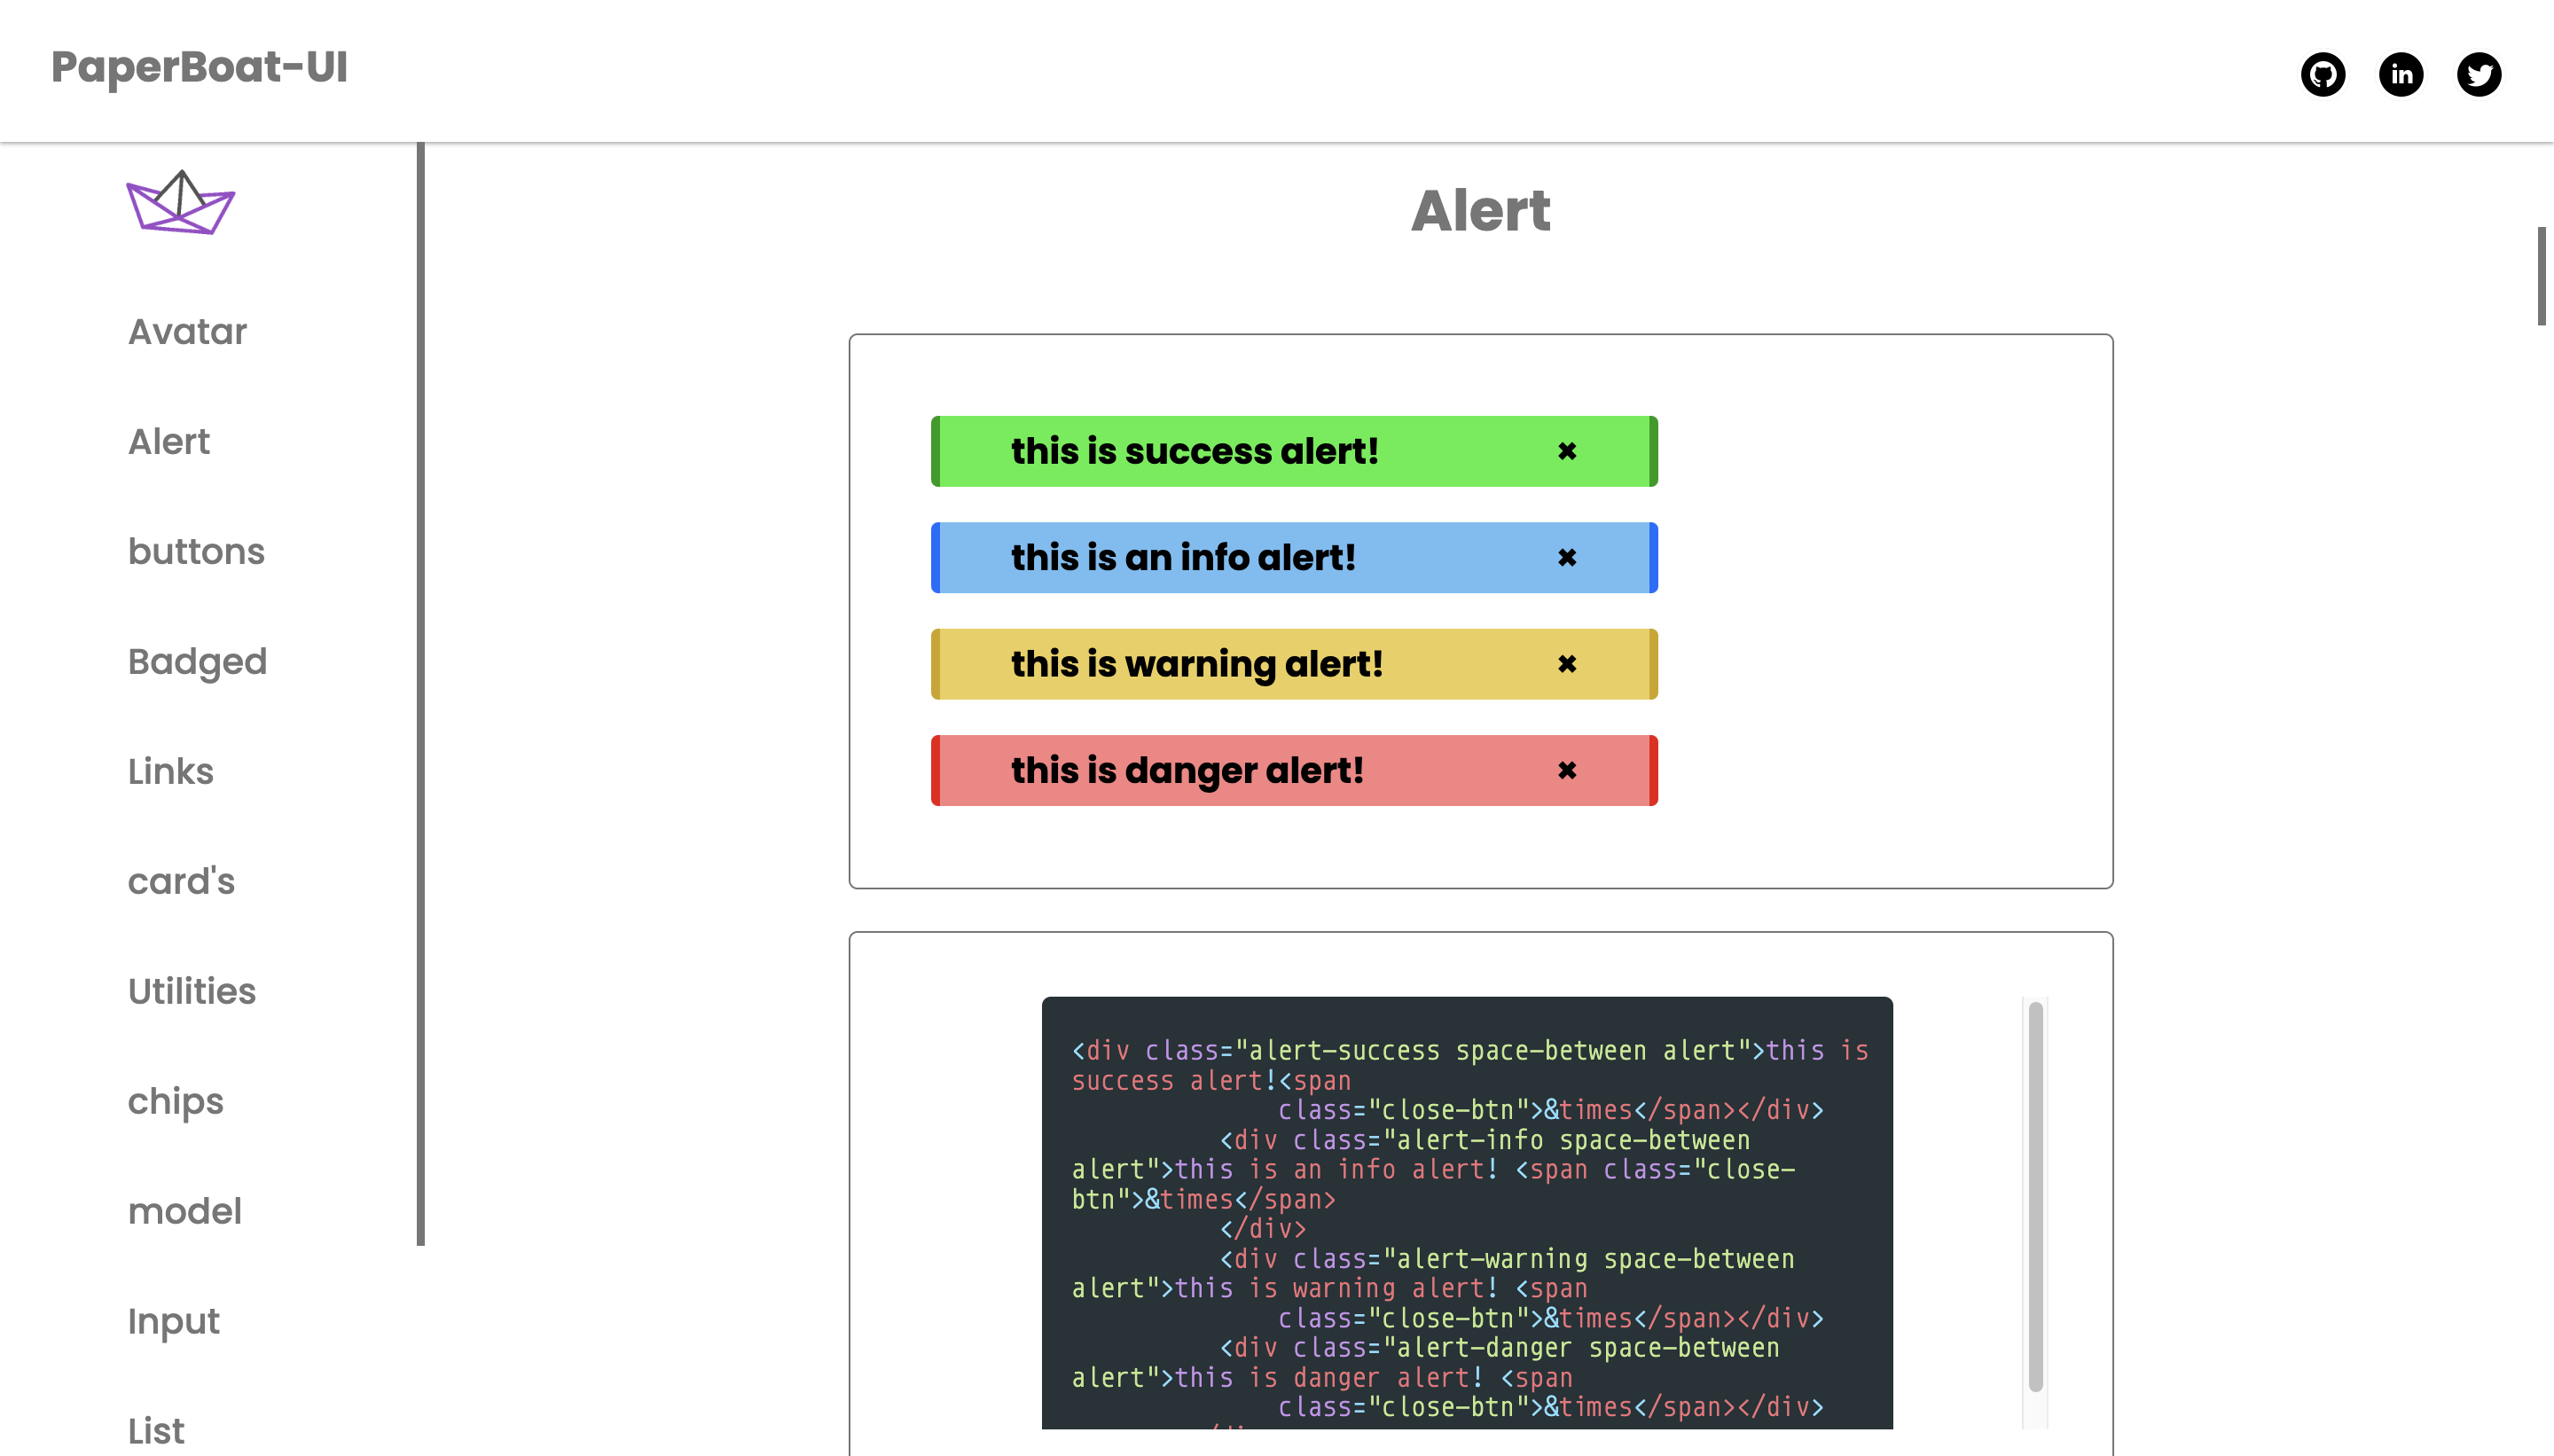 PaperBoat-UI
in
Avatar
Alert
buttons
Badged
Links
card's
Utilities
chips
model
Input
List
Alert
this is success alert! ×
this is an info alert! ×
this is warning alert! ×
this is danger alert! ×
<div class="alert-success space-between alert">this is
success alert!<span
class="close-btn">&times</span></div>
<div class="alert-info space-between
alert">this is an info alert! <span class="close-
btn">&times</span>
</div>
<div class="alert-warning space-between
alert">this is warning alert! <span
class="close-btn">&times</span></div>
<div class="alert-danger space-between
alert">this is danger alert! <span
class="close-btn">&times</span></div>